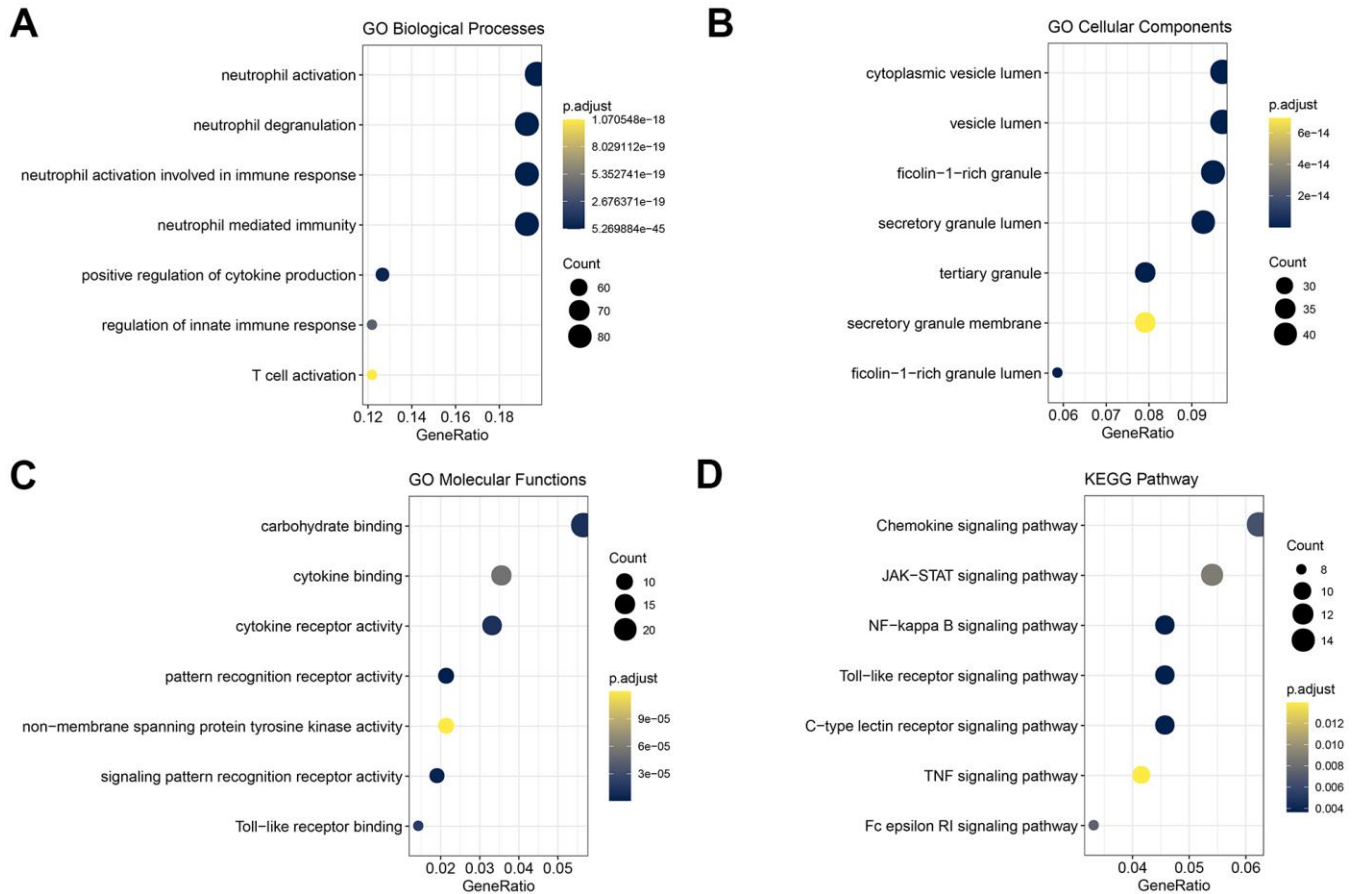 A
GO Biological Processes
neutrophil activation
neutrophil degranulation
neutrophil activation involved in immune response
neutrophil mediated immunity
positive regulation of cytokine production
regulation of innate immune response
T cell activation
0.12 0.14 0.16 0.18
GeneRatio
p.adjust
1.070548e−18
8.029112e−19
5.352741e−19
2.676371e−19
5.269884e−45
Count
60
70
80
B
GO Cellular Components
cytoplasmic vesicle lumen
vesicle lumen
ficolin−1−rich granule
secretory granule lumen
tertiary granule
secretory granule membrane
ficolin−1−rich granule lumen
0.06 0.07 0.08 0.09
GeneRatio
p.adjust
6e−14
4e−14
2e−14
Count
30
35
40
C
GO Molecular Functions
carbohydrate binding
cytokine binding
cytokine receptor activity
pattern recognition receptor activity
non−membrane spanning protein tyrosine kinase activity
signaling pattern recognition receptor activity
Toll−like receptor binding
0.02 0.03 0.04 0.05
GeneRatio
Count
10
15
20
p.adjust
9e−05
6e−05
3e−05
D
KEGG Pathway
Chemokine signaling pathway
JAK−STAT signaling pathway
NF−kappa B signaling pathway
Toll−like receptor signaling pathway
C−type lectin receptor signaling pathway
TNF signaling pathway
Fc epsilon RI signaling pathway
0.04 0.05 0.06
GeneRatio
Count
8
10
12
14
p.adjust
0.012
0.010
0.008
0.006
0.004